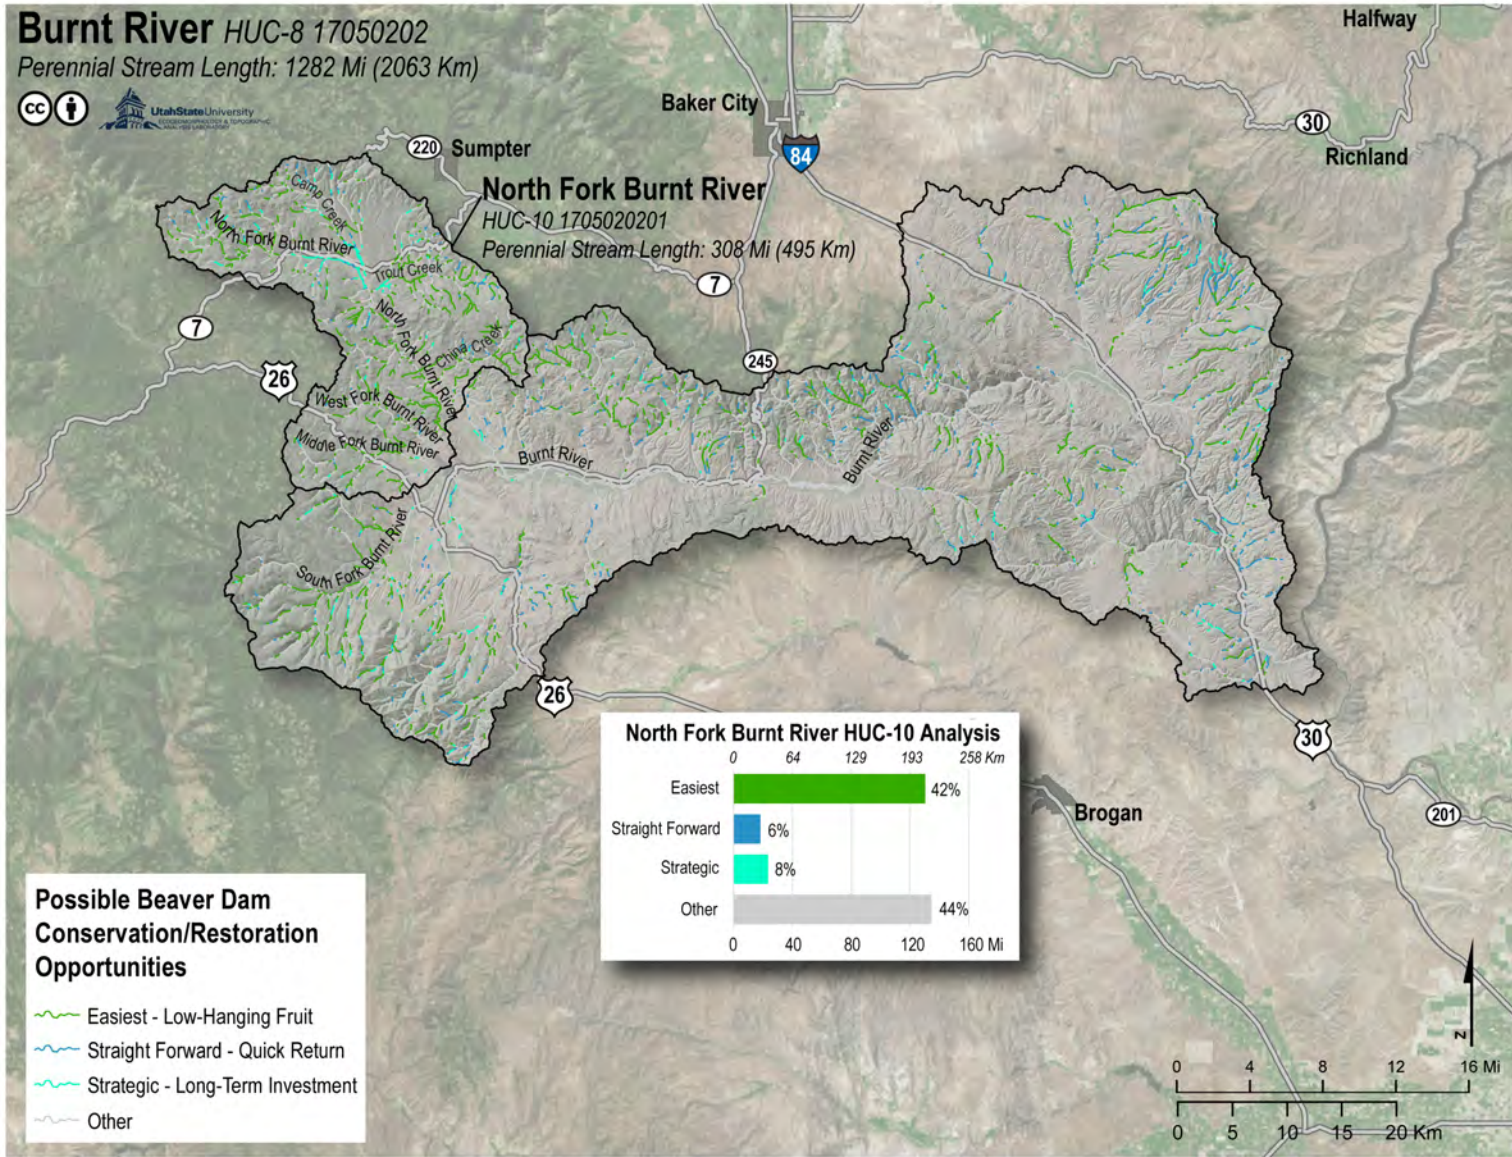 Burnt River HUC-8 17050202
Perennial Stream Length: 1282 Mi (2063 Km)
cc
UtahStateUniversity
ECOGEOMORPHOLOGY & TOPOGRAPHIC
ANALYSIS LABORATORY
Halfway
Baker City
30
84
Richland
220
Sumpter
North Fork Burnt River
HUC-10 1705020201
Perennial Stream Length: 308 Mi (495 Km)
Camp Creek
North Fork Burnt River
Trout Creek
7
7
North Fork Burnt River
China Creek
245
26
West Fork Burnt River
Middle Fork Burnt River
Burnt River
Burnt River
South Fork Burnt River
26
30
201
Brogan
North Fork Burnt River HUC-10 Analysis
0 64 129 193 258 Km
Easiest 42%
Straight Forward 6%
Strategic 8%
Other 44%
0 40 80 120 160 Mi
Possible Beaver Dam
Conservation/Restoration
Opportunities
Easiest - Low-Hanging Fruit
Straight Forward - Quick Return
Strategic - Long-Term Investment
Other
N
0 4 8 12 16 Mi
0 5 10 15 20 Km